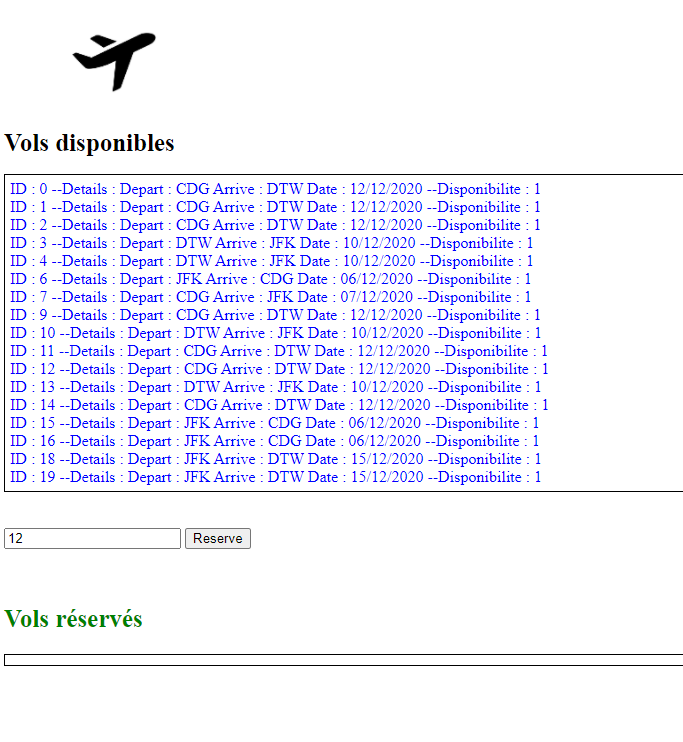 Vols disponibles
ID : 0 --Details : Depart : CDG Arrive : DTW Date : 12/12/2020 --Disponibilite : 1
ID : 1 --Details : Depart : CDG Arrive : DTW Date : 12/12/2020 --Disponibilite : 1
ID : 2 --Details : Depart : CDG Arrive : DTW Date : 12/12/2020 --Disponibilite : 1
ID : 3 --Details : Depart : DTW Arrive : JFK Date : 10/12/2020 --Disponibilite : 1
ID : 4 --Details : Depart : DTW Arrive : JFK Date : 10/12/2020 --Disponibilite : 1
ID : 6 --Details : Depart : JFK Arrive : CDG Date : 06/12/2020 --Disponibilite : 1
ID : 7 --Details : Depart : CDG Arrive : JFK Date : 07/12/2020 --Disponibilite : 1
ID : 9 --Details : Depart : CDG Arrive : DTW Date : 12/12/2020 --Disponibilite : 1
ID : 10 --Details : Depart : DTW Arrive : JFK Date : 10/12/2020 --Disponibilite : 1
ID : 11 --Details : Depart : CDG Arrive : DTW Date : 12/12/2020 --Disponibilite : 1
ID : 12 --Details : Depart : CDG Arrive : DTW Date : 12/12/2020 --Disponibilite : 1
ID : 13 --Details : Depart : DTW Arrive : JFK Date : 10/12/2020 --Disponibilite : 1
ID : 14 --Details : Depart : CDG Arrive : DTW Date : 12/12/2020 --Disponibilite : 1
ID : 15 --Details : Depart : JFK Arrive : CDG Date : 06/12/2020 --Disponibilite : 1
ID : 16 --Details : Depart : JFK Arrive : CDG Date : 06/12/2020 --Disponibilite : 1
ID : 18 --Details : Depart : JFK Arrive : DTW Date : 15/12/2020 --Disponibilite : 1
ID : 19 --Details : Depart : JFK Arrive : DTW Date : 15/12/2020 --Disponibilite : 1
12 Reserve
Vols réservés